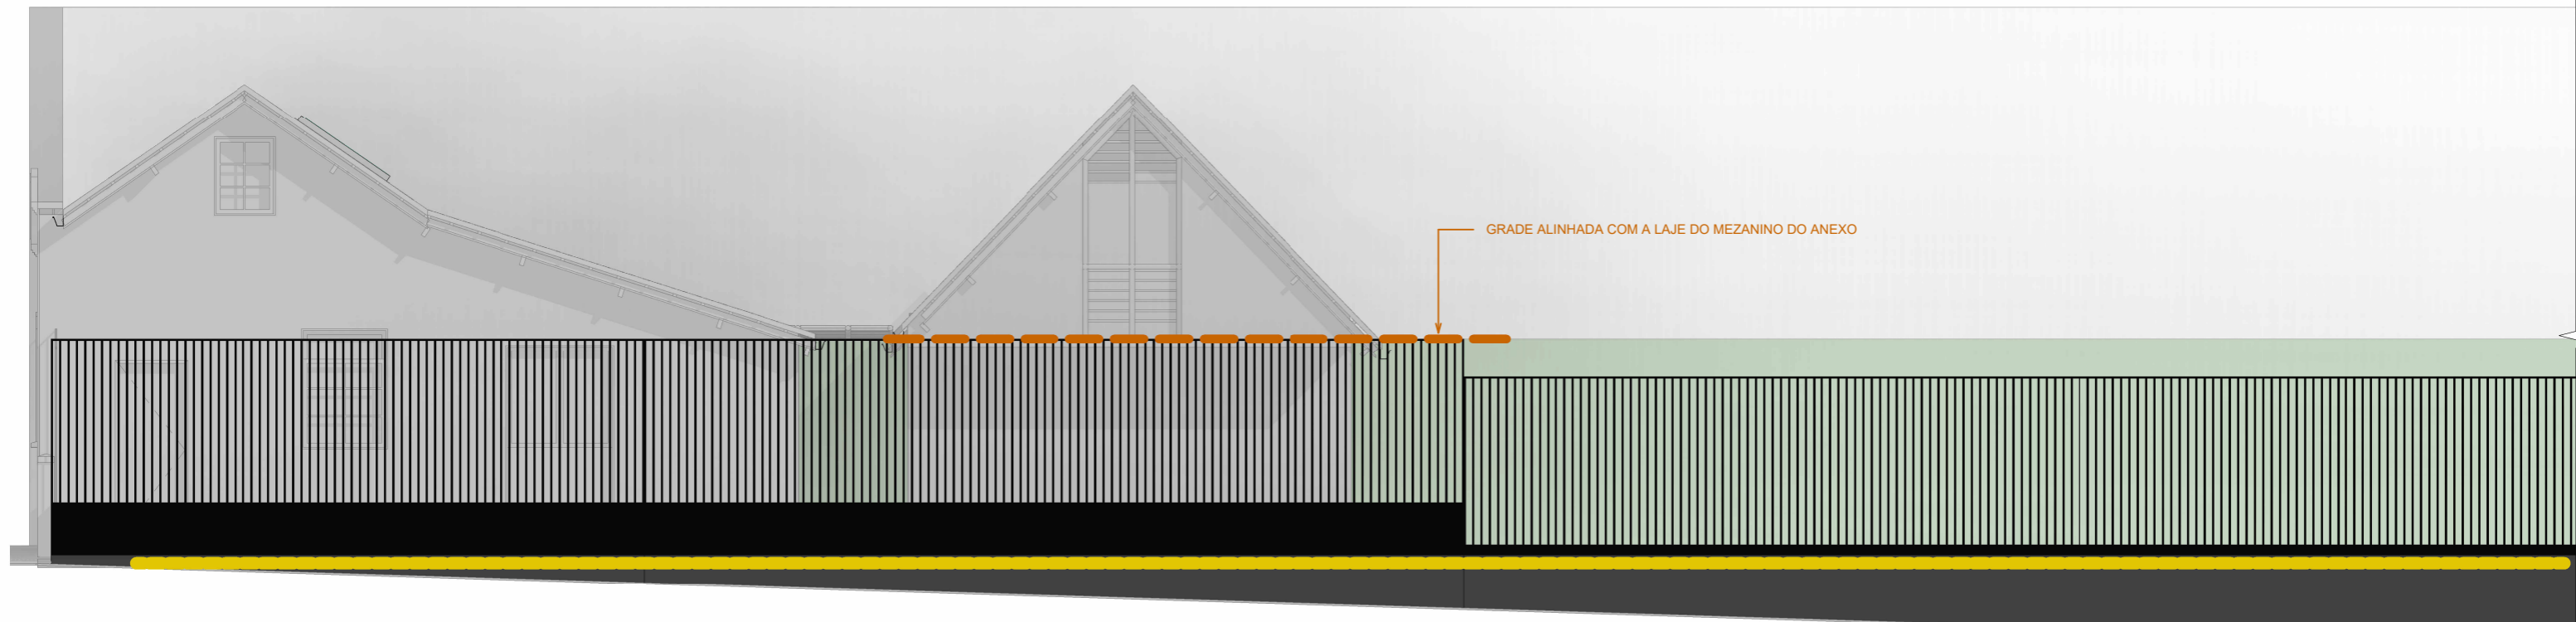 GRADE ALINHADA COM A LAJE DO MEZANINO DO ANEXO